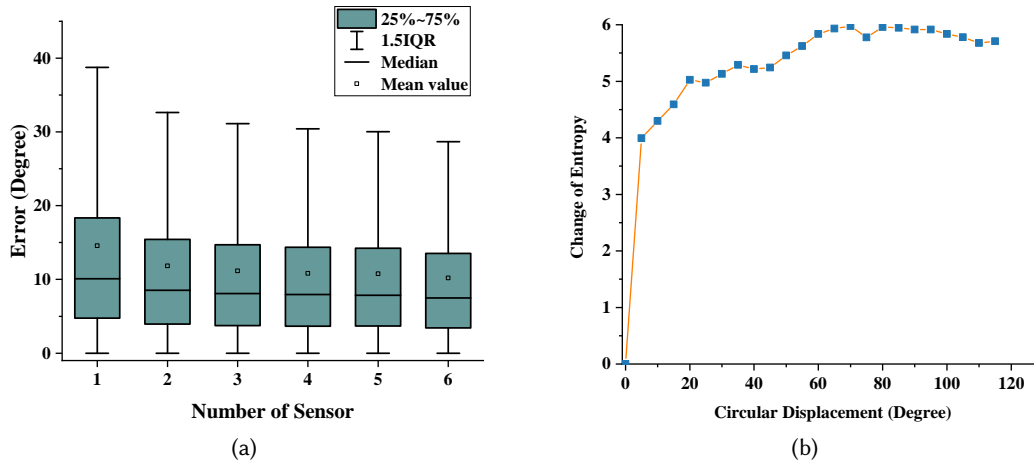 25%~75%
1.5IQR
Median
Mean value
40
30
20
10
0
Error (Degree)
1 2 3 4 5 6
Number of Sensor
(a)
6
5
4
3
2
1
0
Change of Entropy
0 20 40 60 80 100 120
Circular Displacement (Degree)
(b)